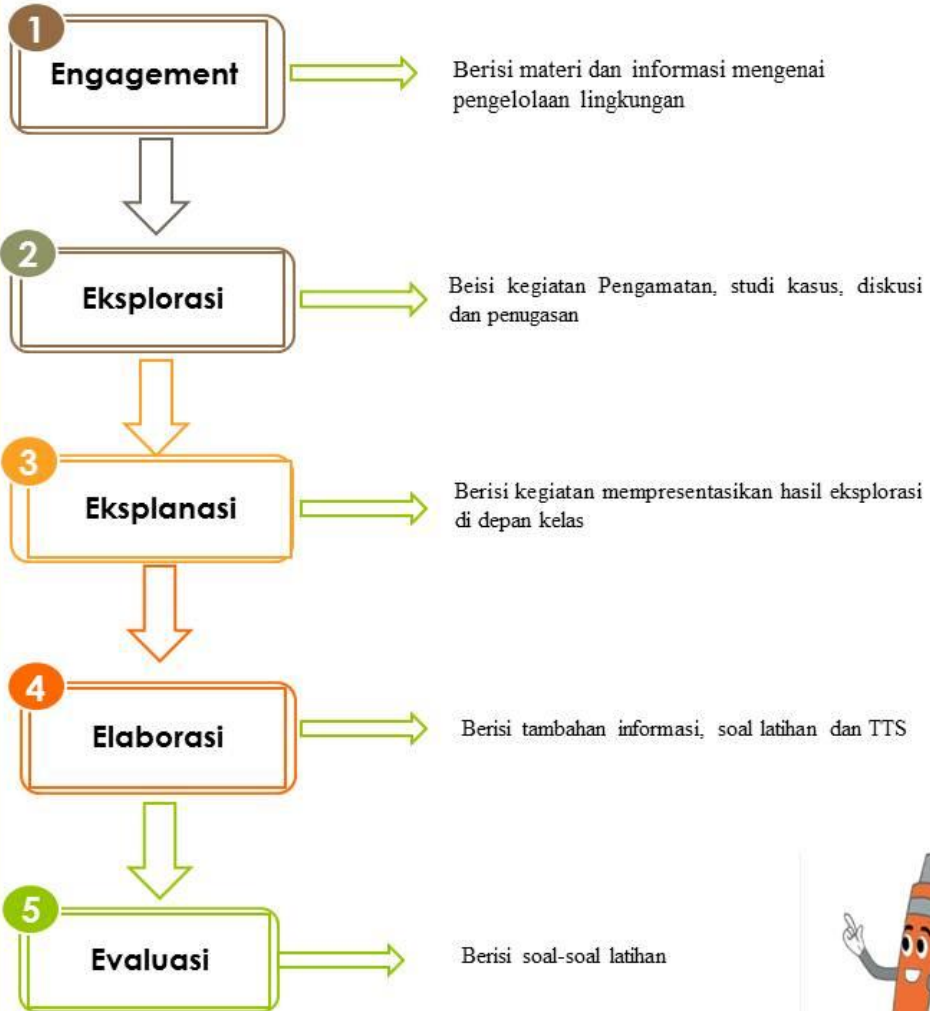 1
Engagement
Berisi materi dan informasi mengenai
pengelolaan lingkungan
2
Eksplorasi
Beisi kegiatan Pengamatan, studi kasus, diskusi
dan penugasan
3
Eksplanasi
Berisi kegiatan mempresentasikan hasil eksplorasi
di depan kelas
4
Elaborasi
Berisi tambahan informasi, soal latihan dan TTS
5
Evaluasi
Berisi soal-soal latihan